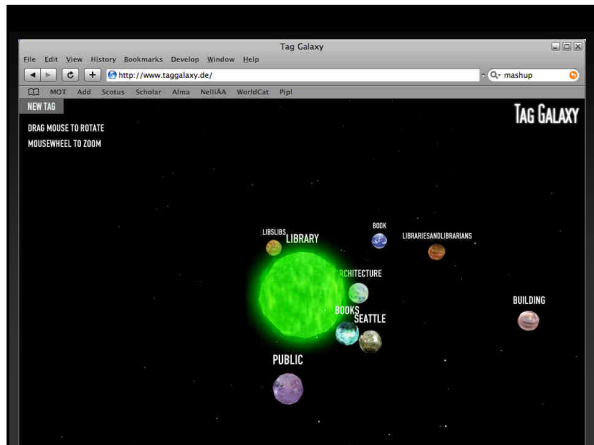 Tag Galaxy
File Edit View History Bookmarks Develop Window Help
http://www.taggalaxy.de/
mashup
MOT Add Scotus Scholar Alma NelliÄÄ WorldCat Pipl
NEW TAG
TAG GALAXY
DRAG MOUSE TO ROTATE
MOUSEWHEEL TO ZOOM
BOOK
LIBSLIBS
LIBRARY
LIBRARIESANDLIBRARIANS
RCHITECTURE
BUILDING
BOOKS
SEATTLE
PUBLIC